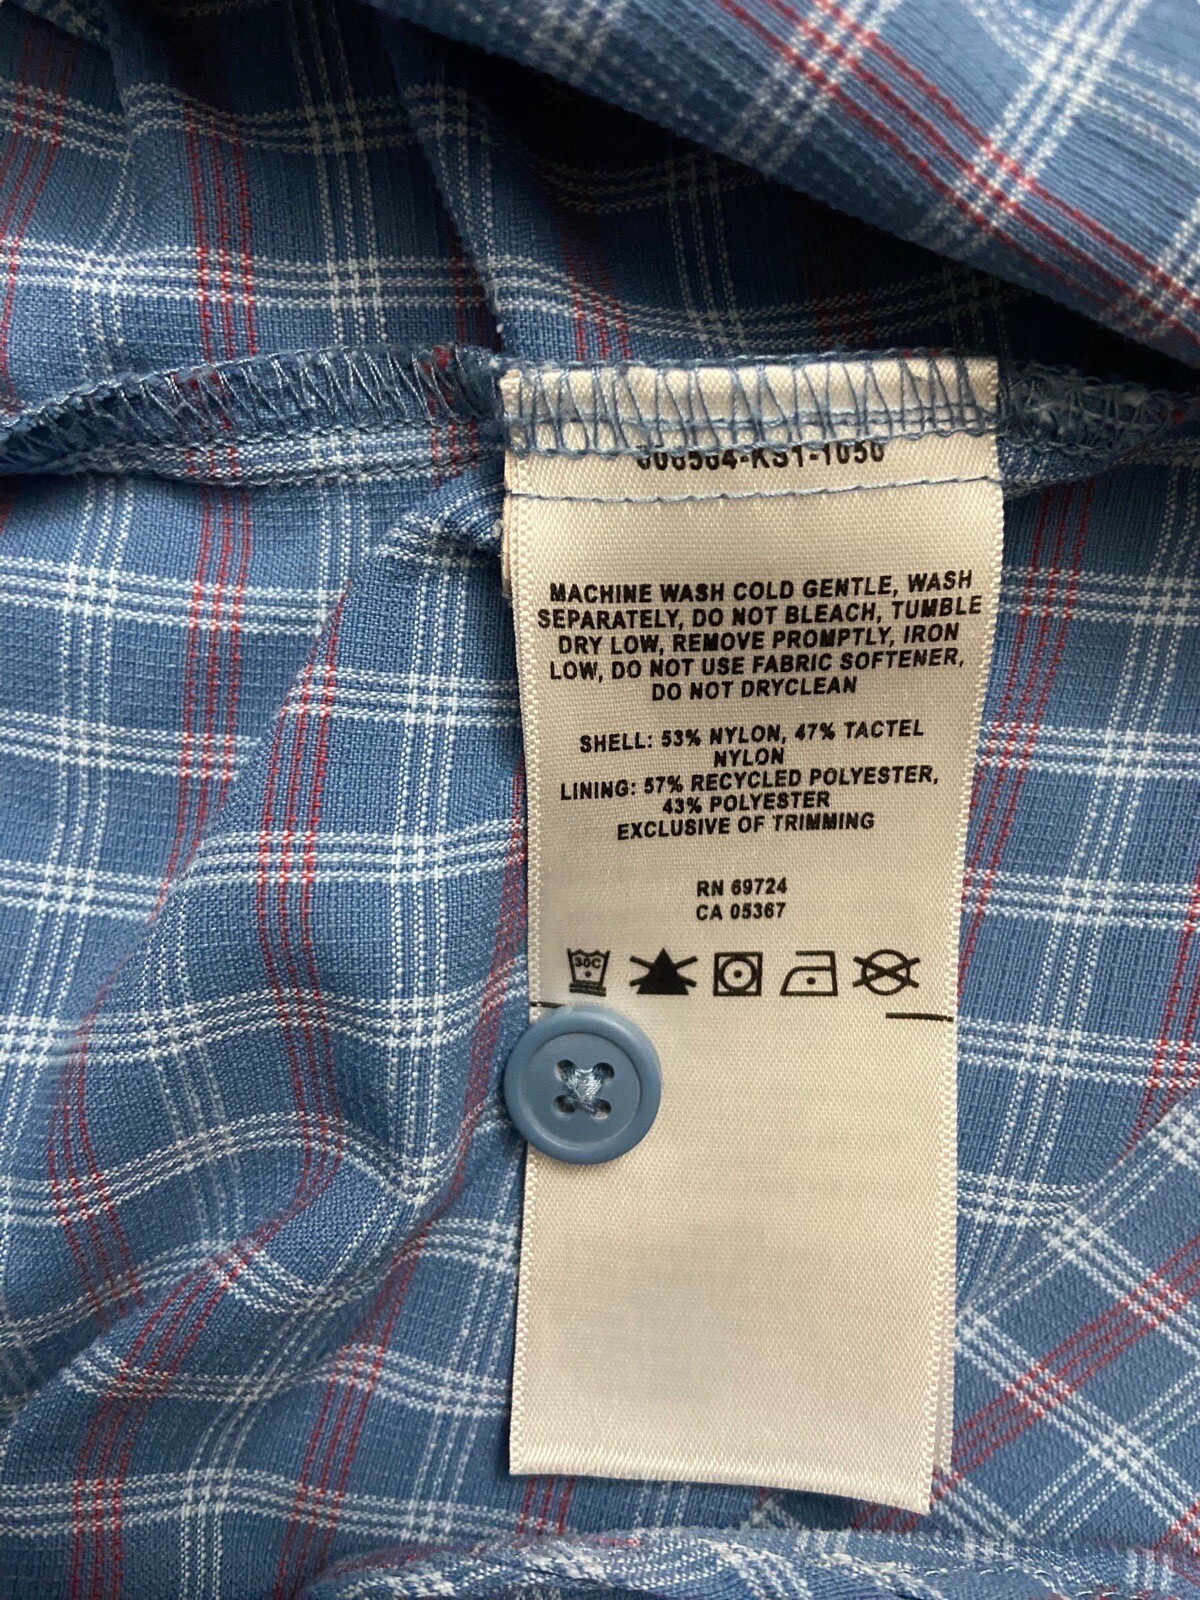 MACHINE WASH COLD GENTLE, WASH
SEPARATELY, DO NOT BLEACH, TUMBLE
DRY LOW, REMOVE PROMPTLY, IRON
LOW, DO NOT USE FABRIC SOFTENER,
DO NOT DRYCLEAN
SHELL: 53% NYLON, 47% TACTEL
NYLON
LINING: 57% RECYCLED POLYESTER,
43% POLYESTER
EXCLUSIVE OF TRIMMING
RN 69724
CA 05367
30C